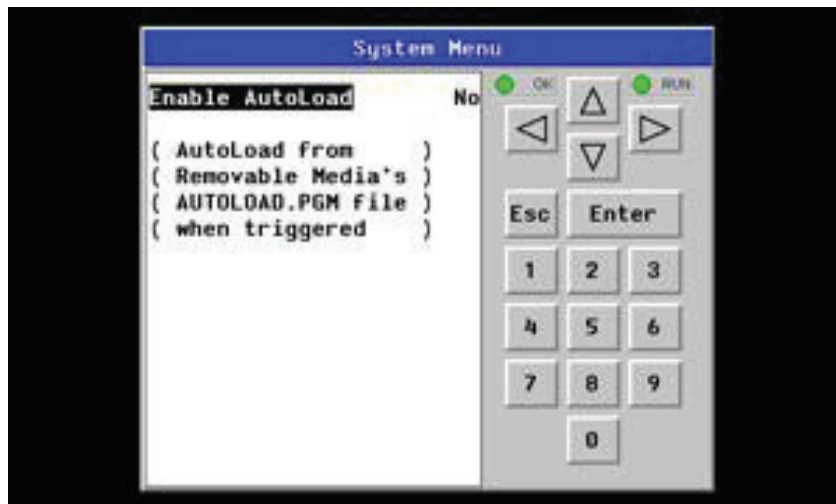 System Menu
Enable AutoLoad No
( AutoLoad from )
( Removable Media's )
( AUTOLOAD.PGM file )
( when triggered )
OK RUN
Esc Enter
1 2 3
4 5 6
7 8 9
0